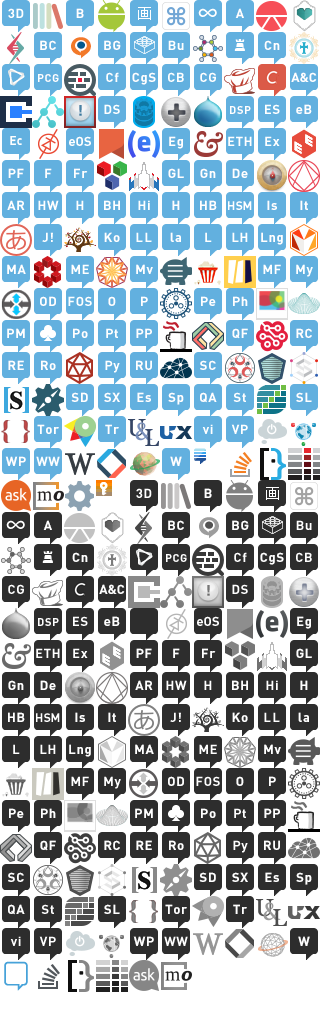 3D B 画 A
BC BG Bu Cn
PCG Cf CgS CB CG C A&C
! DS DSP ES eB
Ec eOS (e) Eg & ETH Ex E
PF F Fr GL Gn De
AR HW H BH Hi H HB HSM Is It
あ J! Ko LL la L LH Lng
MA ME Mv MF My
OD FOS O P Pe Ph
PM Po Pt PP QF RC
RE Ro Py RU SC
[S] SD SX Es Sp QA St SL
{ } Tor Tr U&L UX vi VP
WP WW W W
ask mo 3D B 画
A BC BG Bu
Cn PCG Cf CgS CB
CG C A&C ! DS
DSP ES eB eOS (e) Eg
& ETH Ex E PF F Fr GL
Gn De AR HW H BH Hi H
HB HSM Is It あ J! Ko LL la
L LH Lng MA ME Mv
MF My OD FOS O P
Pe Ph PM Po Pt PP
QF RC RE Ro Py RU
SC [S] SD SX Es Sp
QA St SL { } Tor Tr U&L UX
vi VP WP WW W W
ask mo